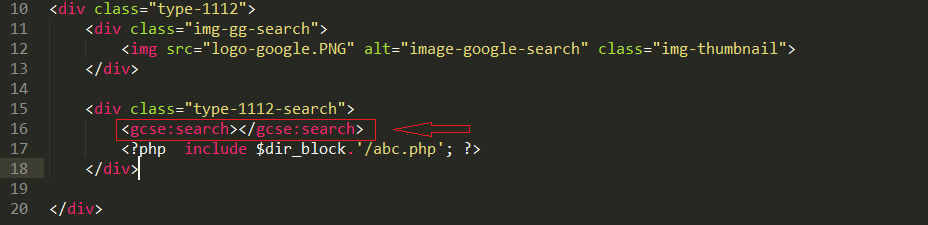 10 <div class="type-1112">
11     <div class="img-gg-search">
12         <img src="logo-google.PNG" alt="image-google-search" class="img-thumbnail">
13     </div>
14
15     <div class="type-1112-search">
16         <gcse:search></gcse:search>
17         <?php  include $dir_block.'/abc.php'; ?>
18     </div>
19
20 </div>